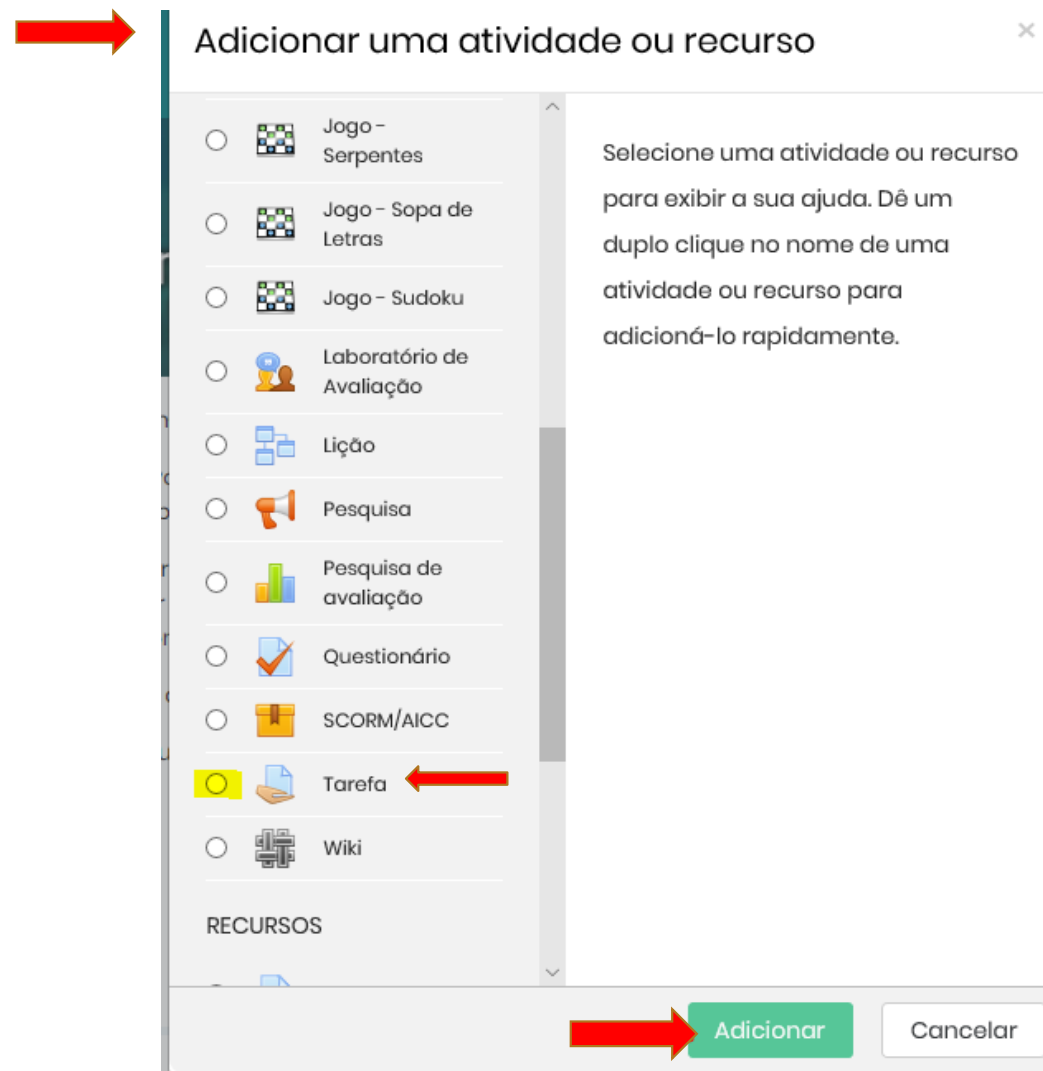 Adicionar uma atividade ou recurso
×
Jogo -
Serpentes
Jogo - Sopa de
Letras
Jogo - Sudoku
Laboratório de
Avaliação
Lição
Pesquisa
Pesquisa de
avaliação
Questionário
SCORM/AICC
Tarefa
Wiki
RECURSOS
Selecione uma atividade ou recurso
para exibir a sua ajuda. Dê um
duplo clique no nome de uma
atividade ou recurso para
adicioná-lo rapidamente.
Adicionar
Cancelar